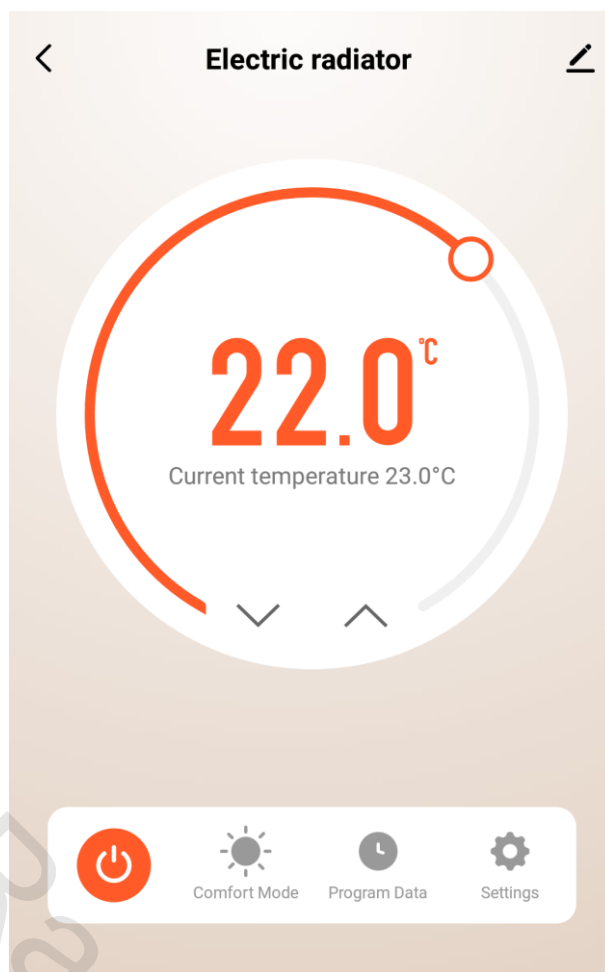 Electric radiator
22.0°C
Current temperature 23.0°C
Comfort Mode
Program Data
Settings